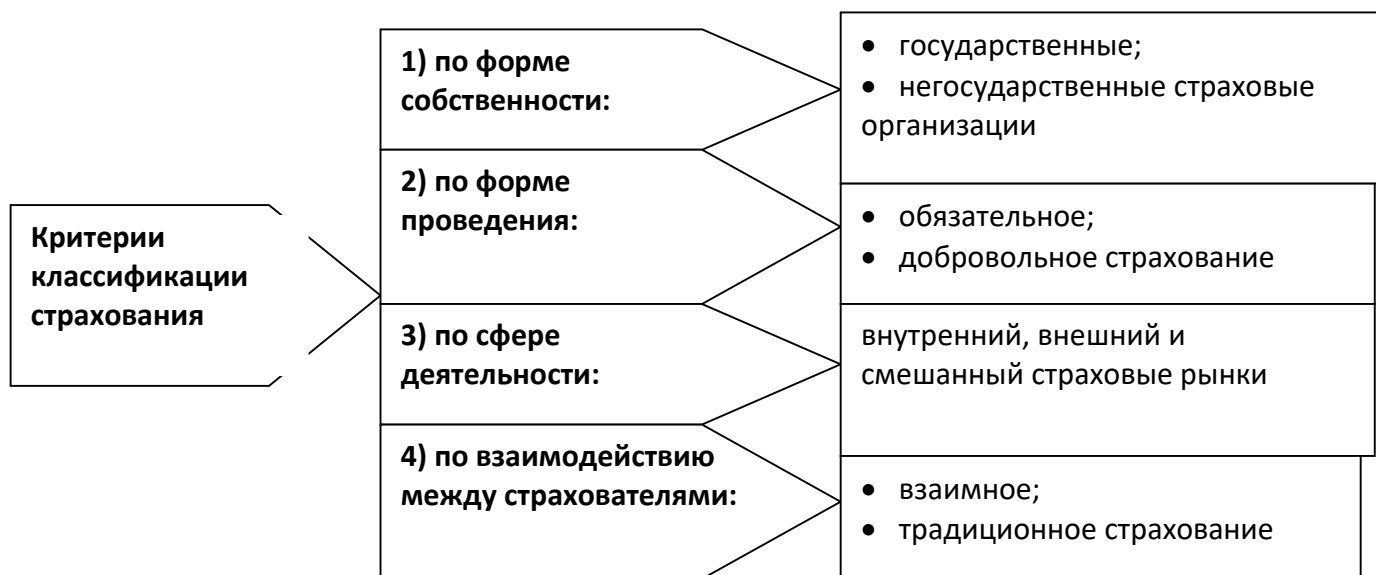 Критерии
классификации
страхования
1) по форме
собственности:
• государственные;
• негосударственные страховые
организации
2) по форме
проведения:
• обязательное;
• добровольное страхование
3) по сфере
деятельности:
внутренний, внешний и
смешанный страховые рынки
4) по взаимодействию
между страхователями:
• взаимное;
• традиционное страхование